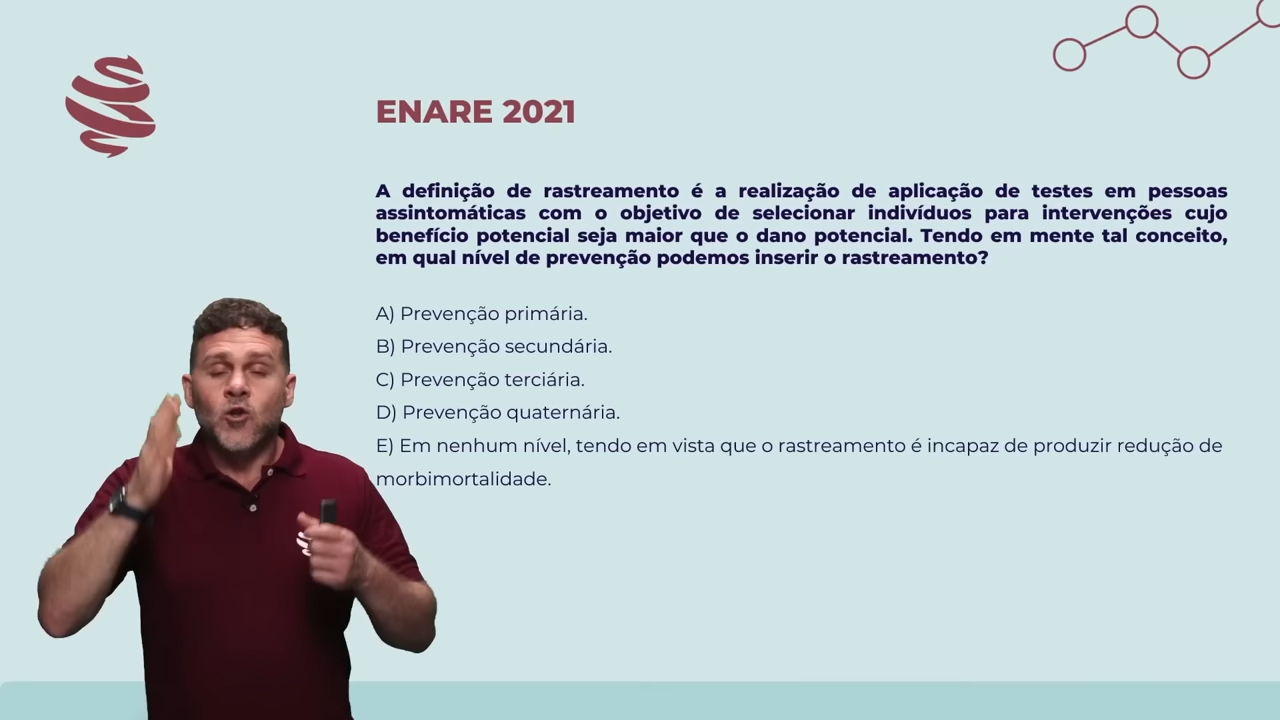 ENARE 2021
A definição de rastreamento é a realização de aplicação de testes em pessoas
assintomáticas com o objetivo de selecionar indivíduos para intervenções cujo
benefício potencial seja maior que o dano potencial. Tendo em mente tal conceito,
em qual nível de prevenção podemos inserir o rastreamento?
A) Prevenção primária.
B) Prevenção secundária.
C) Prevenção terciária.
D) Prevenção quaternária.
E) Em nenhum nível, tendo em vista que o rastreamento é incapaz de produzir redução de
morbimortalidade.